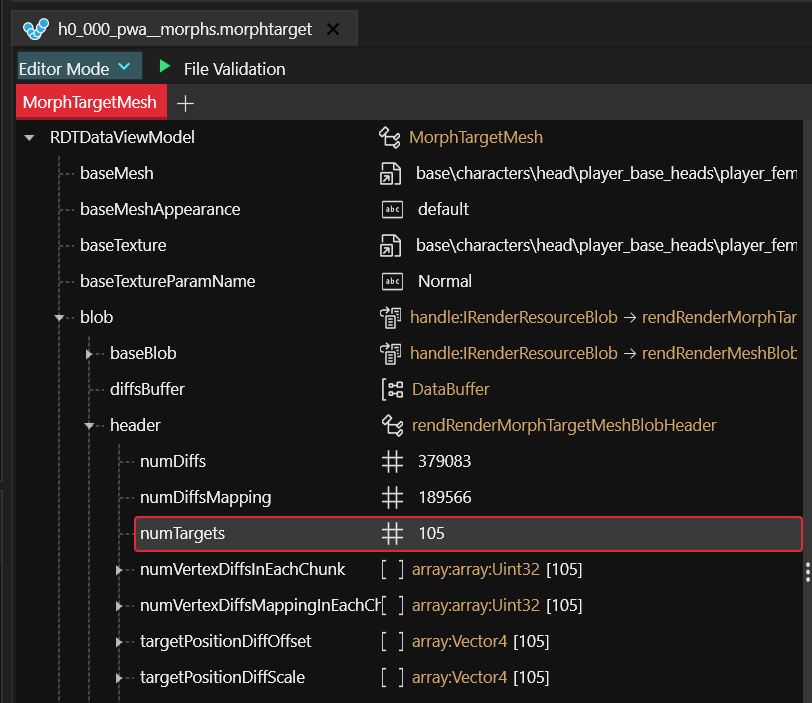 h0_000_pwa__morphs.morphtarget
Editor Mode File Validation
MorphTargetMesh
RDTDataViewModel MorphTargetMesh
baseMesh base\characters\head\player_base_heads\player_fem
baseMeshAppearance abc default
baseTexture base\characters\head\player_base_heads\player_fem
baseTextureParamName abc Normal
blob handle:IRenderResourceBlob → rendRenderMorphTar
baseBlob handle:IRenderResourceBlob → rendRenderMeshBlob
diffsBuffer DataBuffer
header rendRenderMorphTargetMeshBlobHeader
numDiffs 379083
numDiffsMapping 189566
numTargets 105
numVertexDiffsInEachChunk [ ] array:array:Uint32 [105]
numVertexDiffsMappingInEachCh [ ] array:array:Uint32 [105]
targetPositionDiffOffset [ ] array:Vector4 [105]
targetPositionDiffScale [ ] array:Vector4 [105]